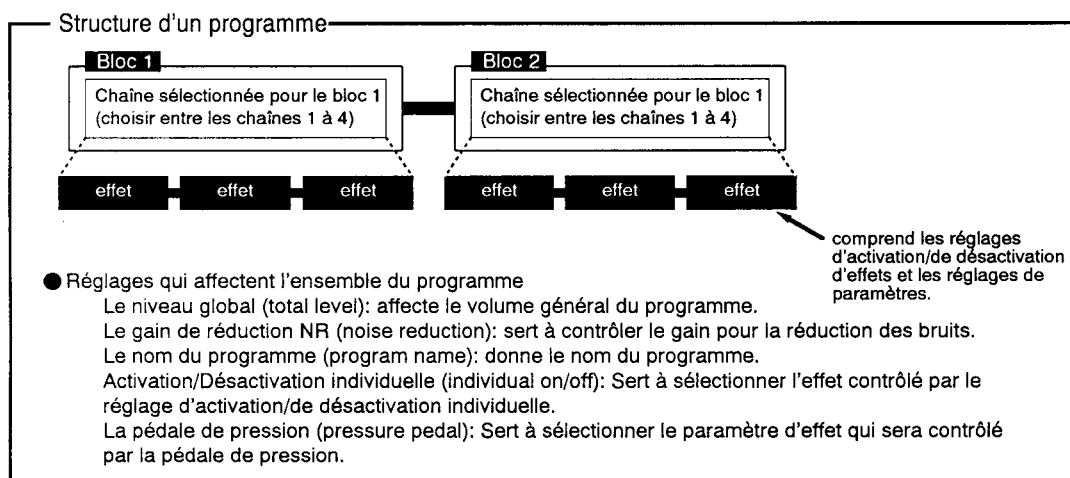 Structure d'un programme
Bloc 1
Chaîne sélectionnée pour le bloc 1
(choisir entre les chaînes 1 à 4)
effet effet effet
Bloc 2
Chaîne sélectionnée pour le bloc 1
(choisir entre les chaînes 1 à 4)
effet effet effet
comprend les réglages
d'activation/de désactivation
d'effets et les réglages de
paramètres.
● Réglages qui affectent l'ensemble du programme
Le niveau global (total level): affecte le volume général du programme.
Le gain de réduction NR (noise reduction): sert à contrôler le gain pour la réduction des bruits.
Le nom du programme (program name): donne le nom du programme.
Activation/Désactivation individuelle (individual on/off): Sert à sélectionner l'effet contrôlé par le
réglage d'activation/de désactivation individuelle.
La pédale de pression (pressure pedal): Sert à sélectionner le paramètre d'effet qui sera contrôlé
par la pédale de pression.